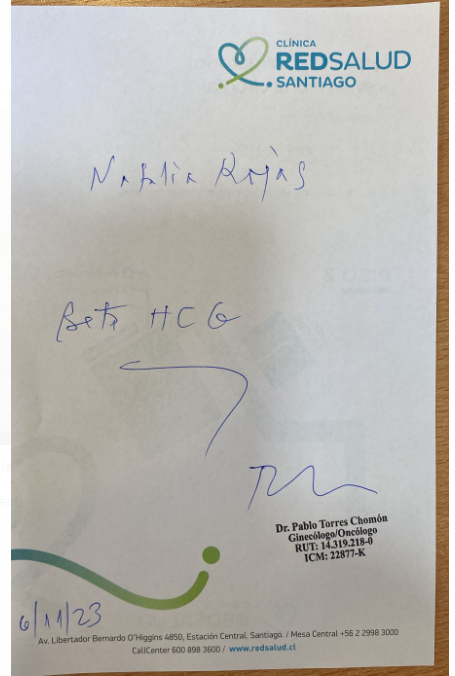 CLÍNICA
REDSALUD
SANTIAGO
Natalia Rojas
Beta HCG
Dr. Pablo Torres Chomón
Ginecólogo/Oncólogo
RUT: 14.319.218-0
ICM: 22877-K
6/11/23
Av. Libertador Bernardo O'Higgins 4850, Estación Central, Santiago. / Mesa Central +56 2 2998 3000
CallCenter 600 898 3600 / www.redsalud.cl